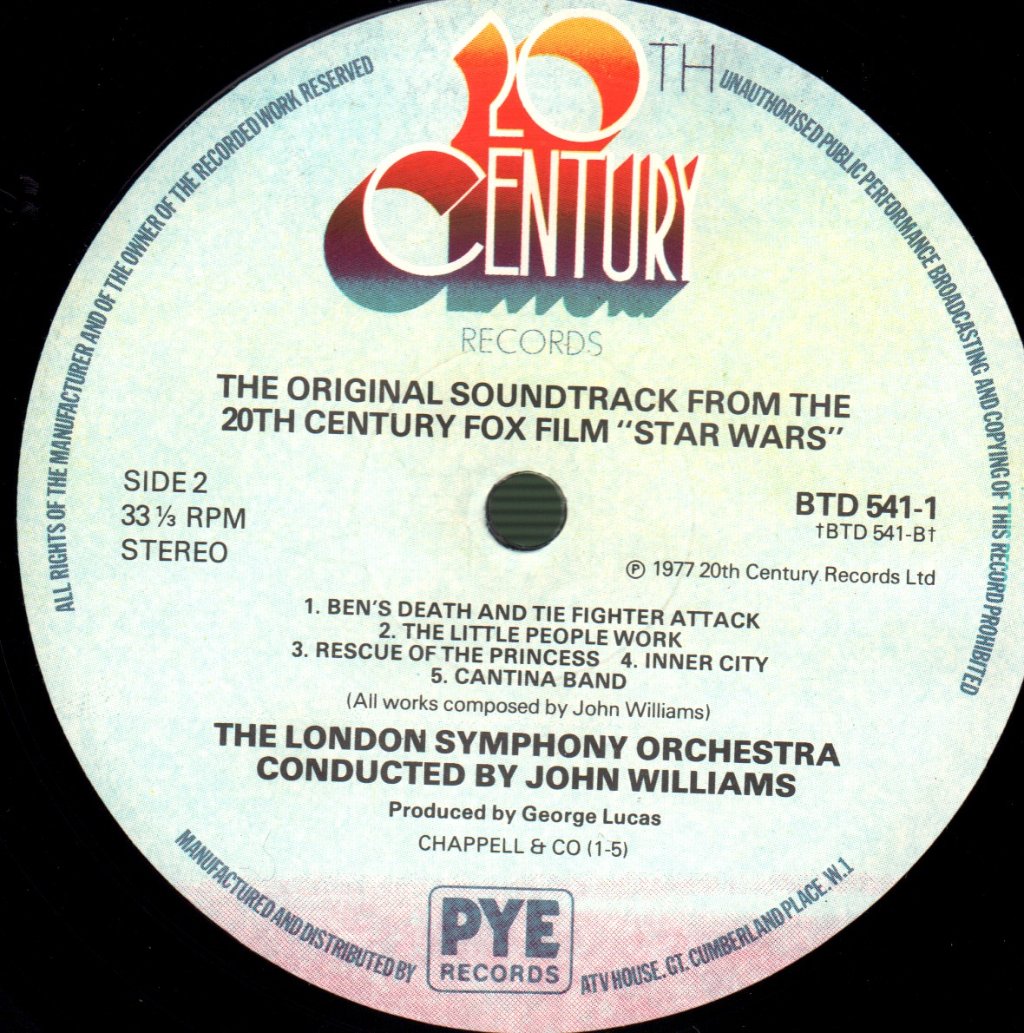 20TH
CENTURY
RECORDS
THE ORIGINAL SOUNDTRACK FROM THE
20TH CENTURY FOX FILM "STAR WARS"
SIDE 2
33 ⅓ RPM
STEREO
BTD 541-1
†BTD 541-B†
℗ 1977 20th Century Records Ltd
1. BEN'S DEATH AND TIE FIGHTER ATTACK
2. THE LITTLE PEOPLE WORK
3. RESCUE OF THE PRINCESS 4. INNER CITY
5. CANTINA BAND
(All works composed by John Williams)
THE LONDON SYMPHONY ORCHESTRA
CONDUCTED BY JOHN WILLIAMS
Produced by George Lucas
CHAPPELL & CO (1-5)
ALL RIGHTS OF THE MANUFACTURER AND OF THE OWNER OF THE RECORDED WORK RESERVED
UNAUTHORISED PUBLIC PERFORMANCE BROADCASTING AND COPYING OF THIS RECORD PROHIBITED
MANUFACTURED AND DISTRIBUTED BY
PYE
RECORDS
ATV HOUSE. GT. CUMBERLAND PLACE. W.1